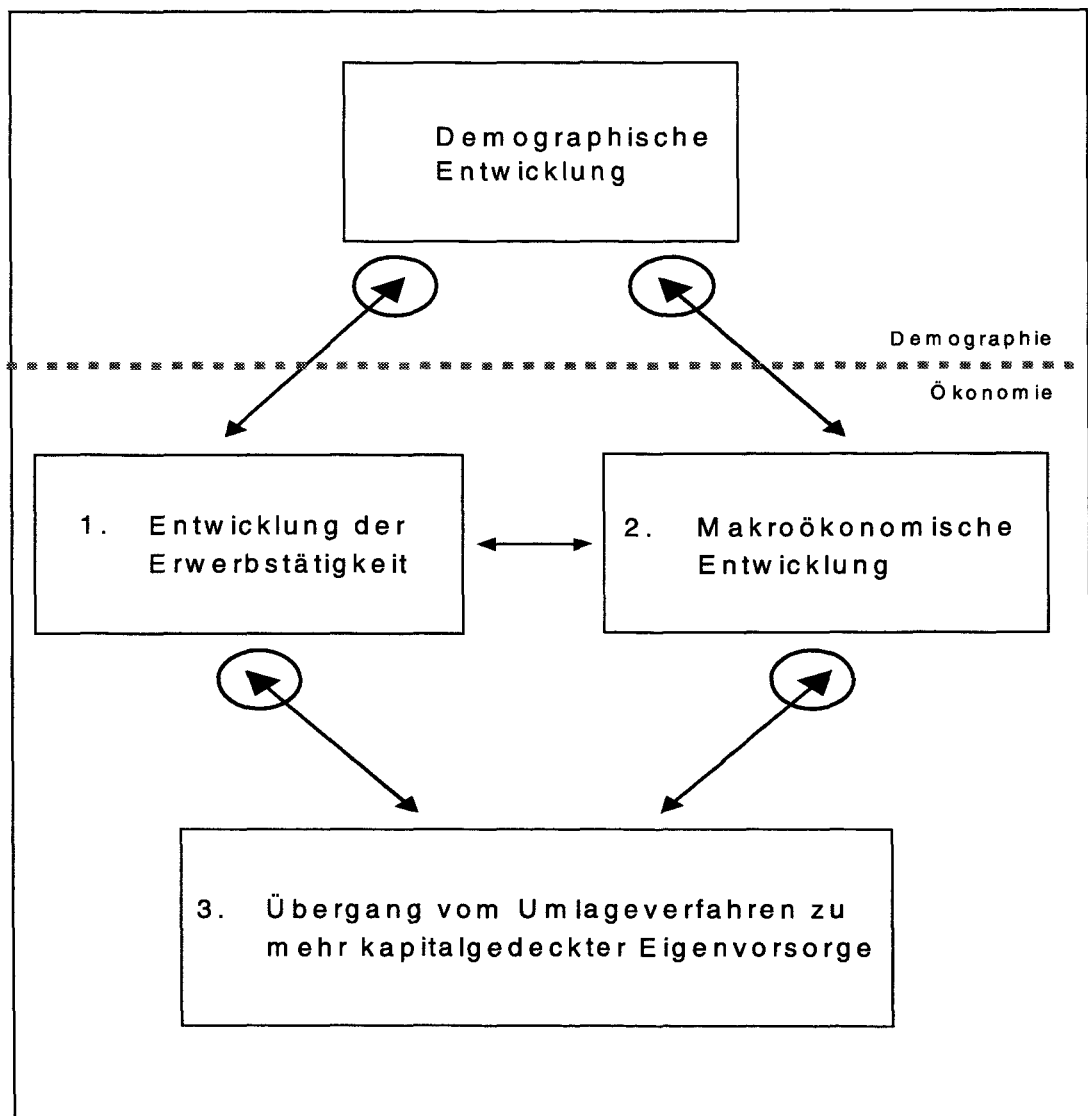 Demographische
Entwicklung
Demographie
Ökonomie
1. Entwicklung der
Erwerbstätigkeit
2. Makroökonomische
Entwicklung
3. Übergang vom Umlageverfahren zu
mehr kapitalgedeckter Eigenvorsorge